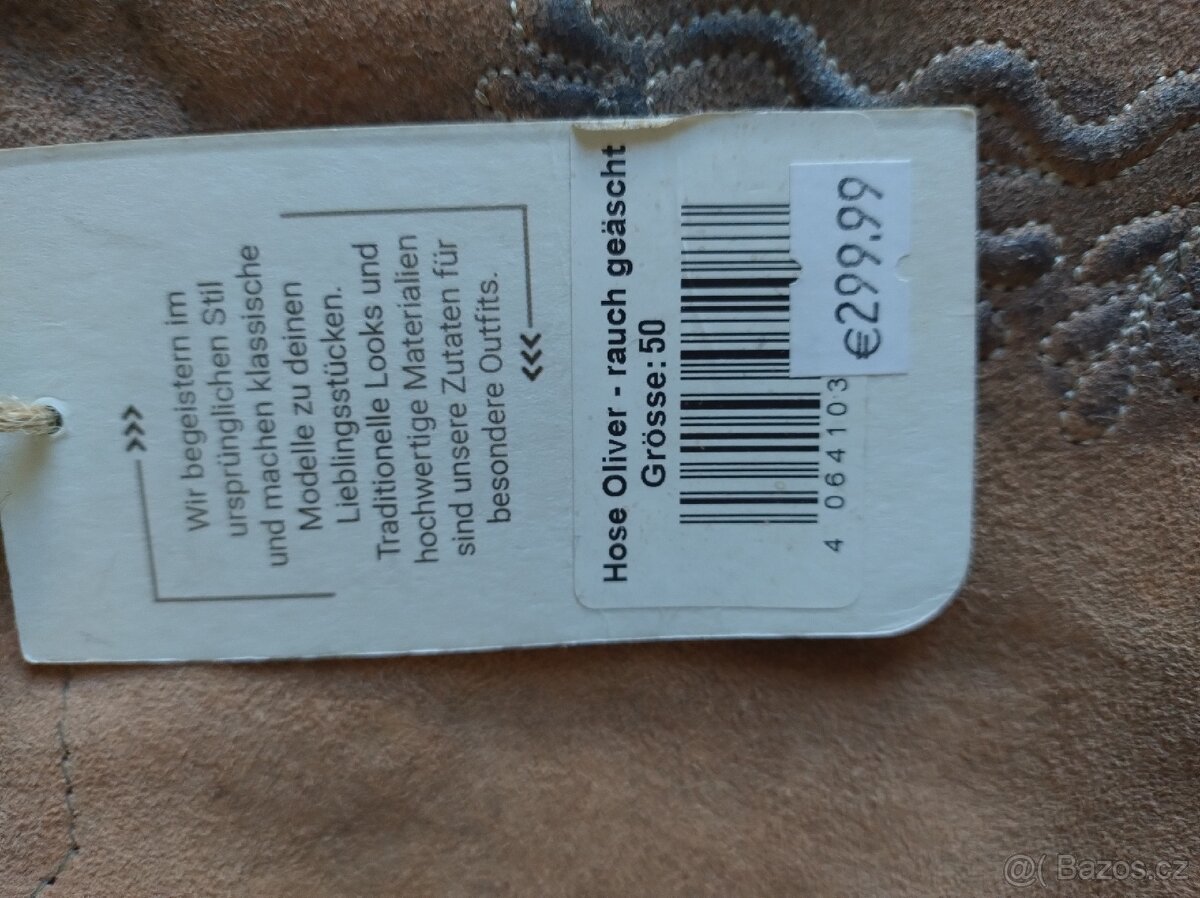 >>>
Wir begeistern im
ursprünglichen Stil
und machen klassische
Modelle zu deinen
Lieblingsstücken.
Traditionelle Looks und
hochwertige Materialien
sind unsere Zutaten für
besondere Outfits.
<<<
Hose Oliver - rauch geäscht
Grösse: 50
4 064103
€299.99
@( Bazos.cz